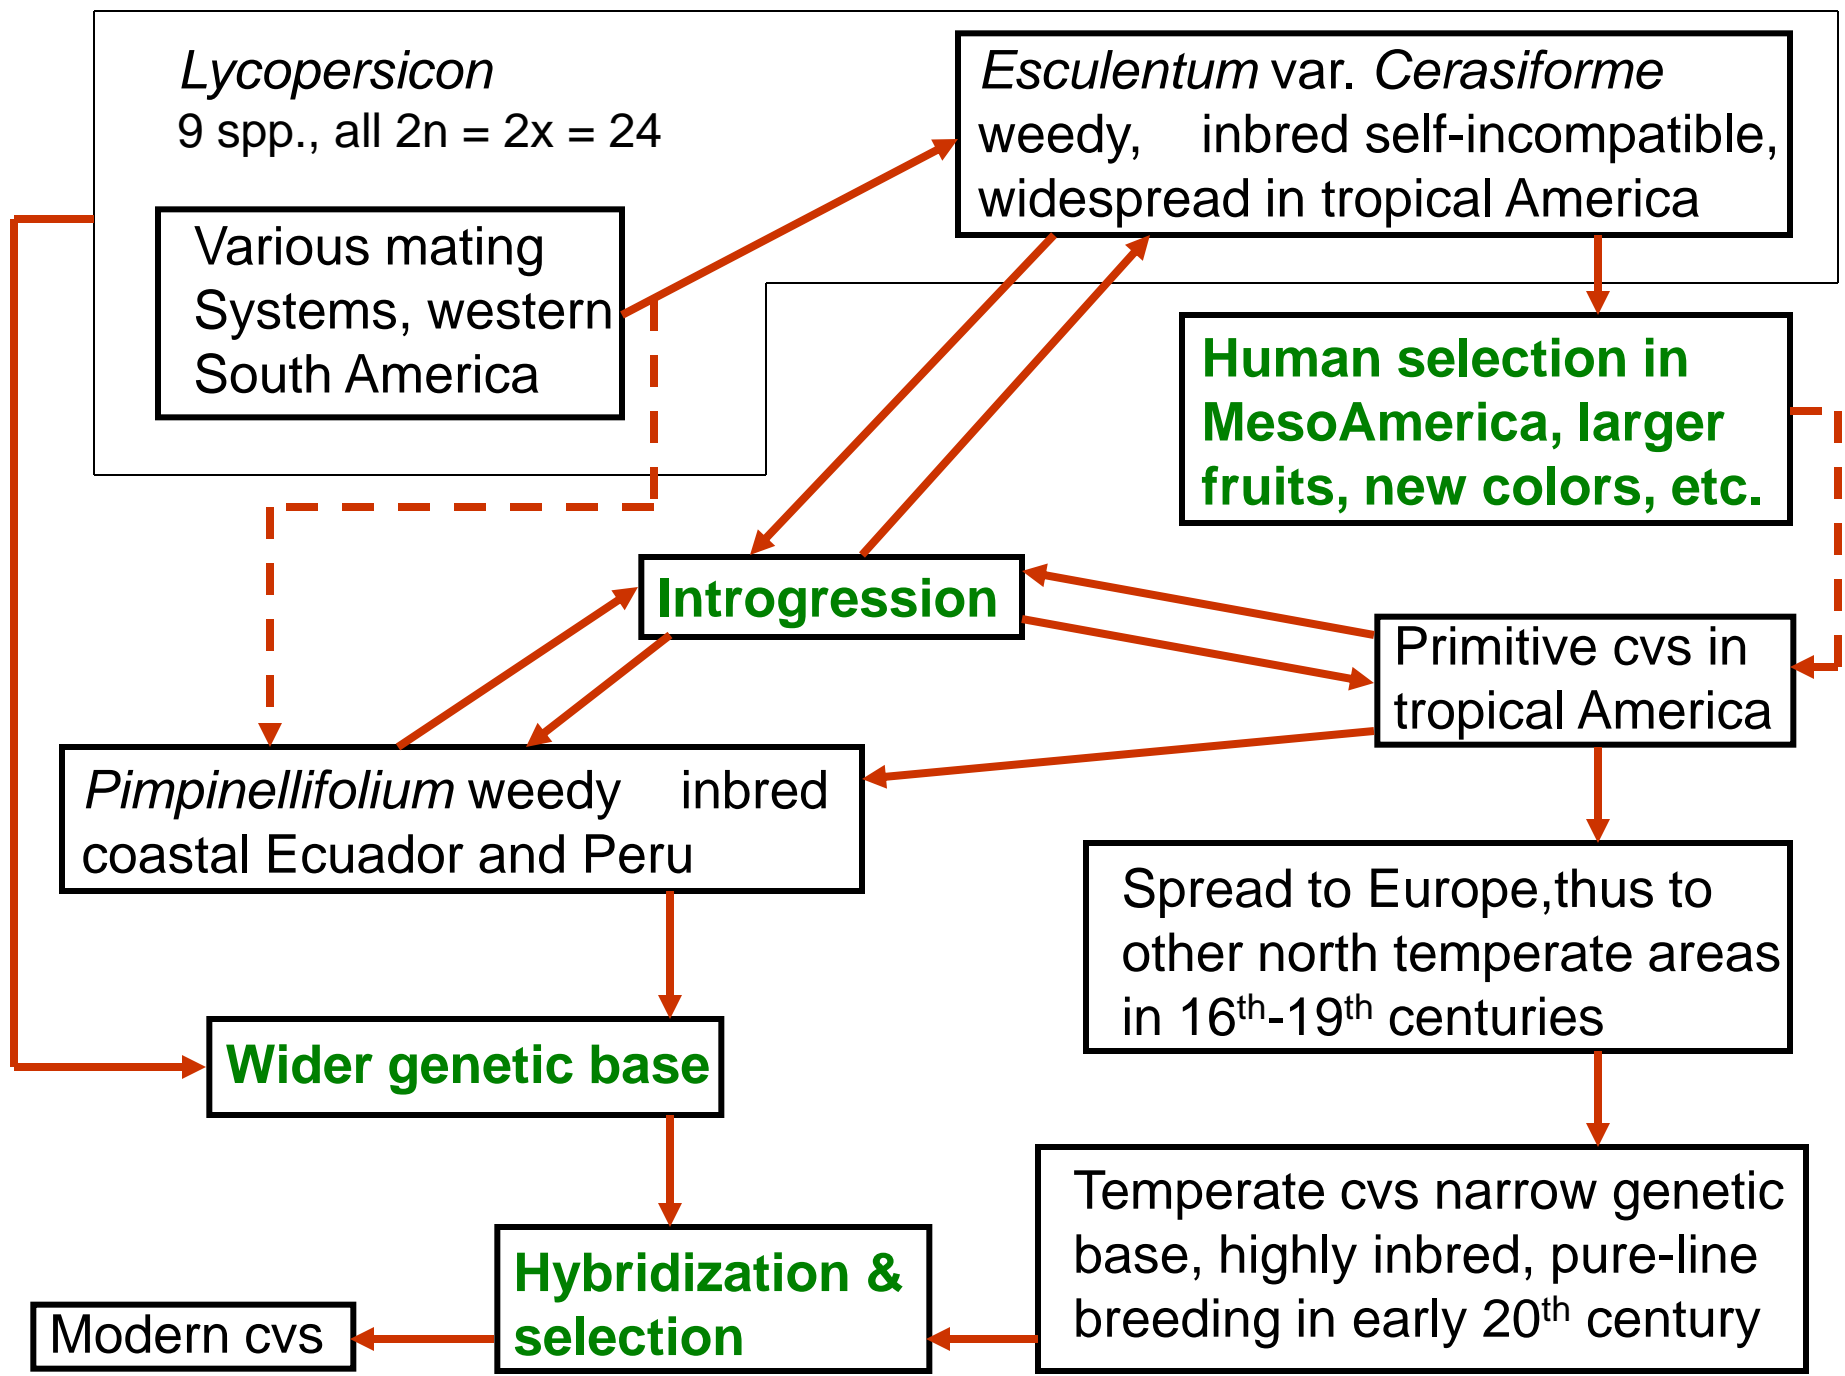 Lycopersicon
9 spp., all 2n = 2x = 24
Esculentum var. Cerasiforme
weedy, inbred self-incompatible,
widespread in tropical America
Various mating
Systems, western
South America
Human selection in
MesoAmerica, larger
fruits, new colors, etc.
Introgression
Primitive cvs in
tropical America
Pimpinellifolium weedy inbred
coastal Ecuador and Peru
Spread to Europe,thus to
other north temperate areas
in 16th-19th centuries
Wider genetic base
Temperate cvs narrow genetic
base, highly inbred, pure-line
breeding in early 20th century
Hybridization &
selection
Modern cvs